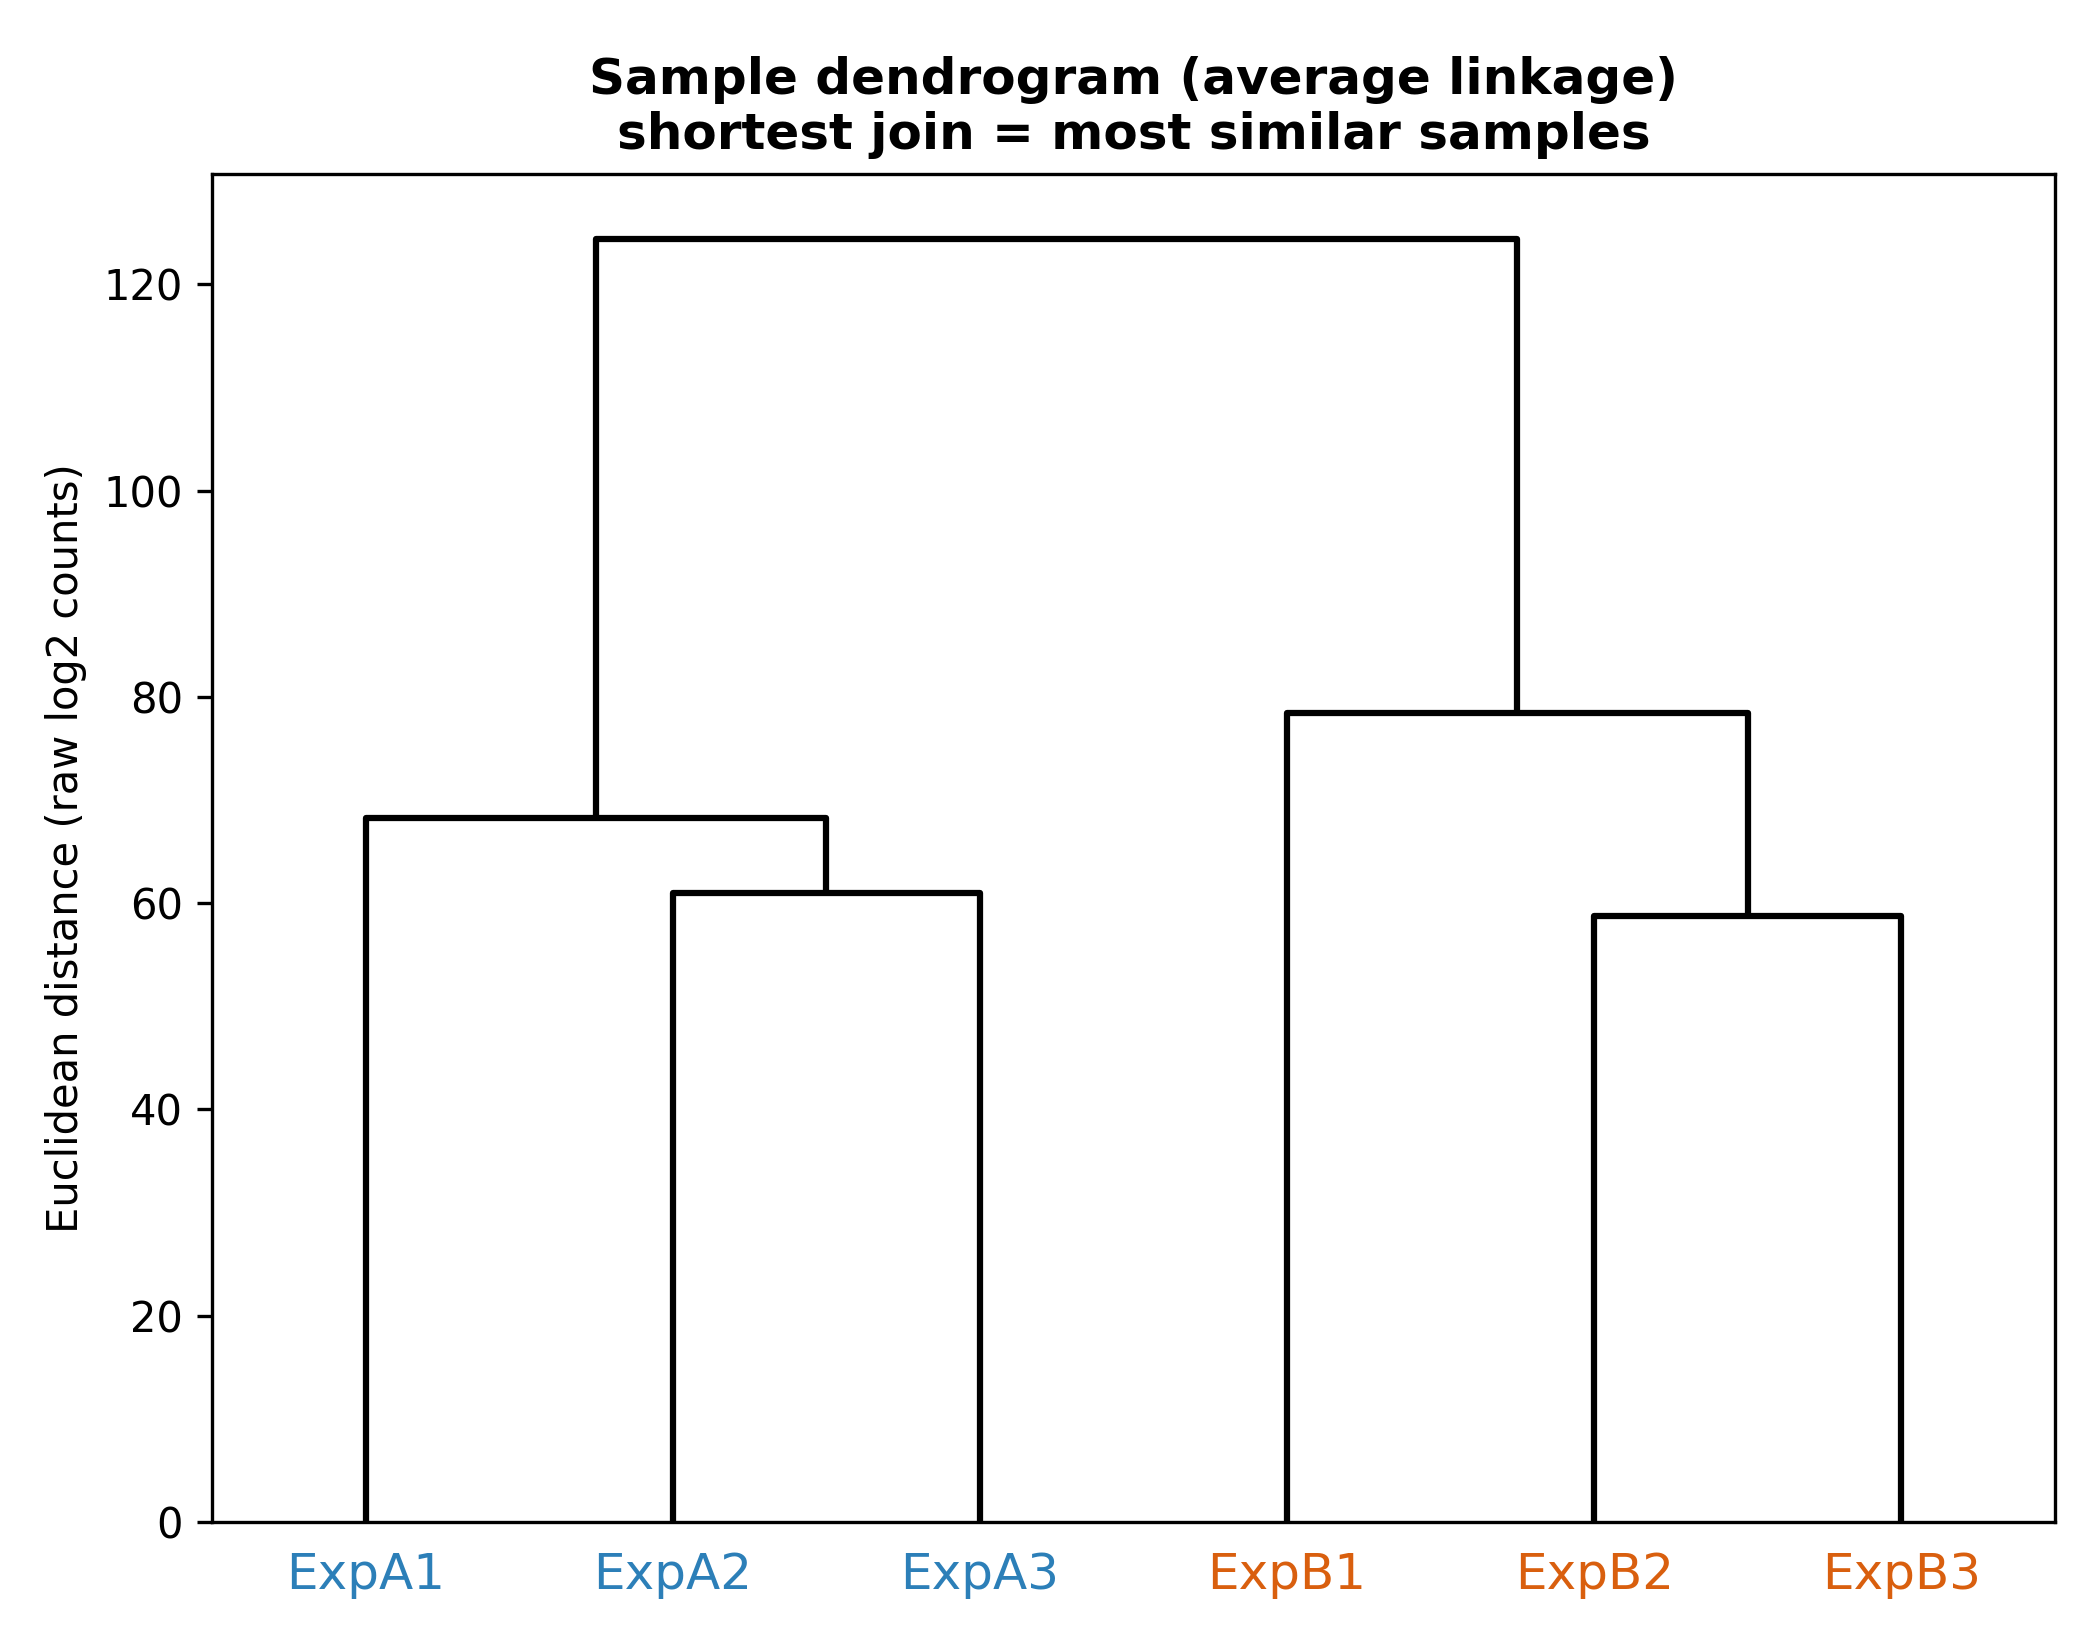 Sample dendrogram (average linkage)
shortest join = most similar samples
Euclidean distance (raw log2 counts)
120
100
80
60
40
20
0
ExpA1 ExpA2 ExpA3 ExpB1 ExpB2 ExpB3